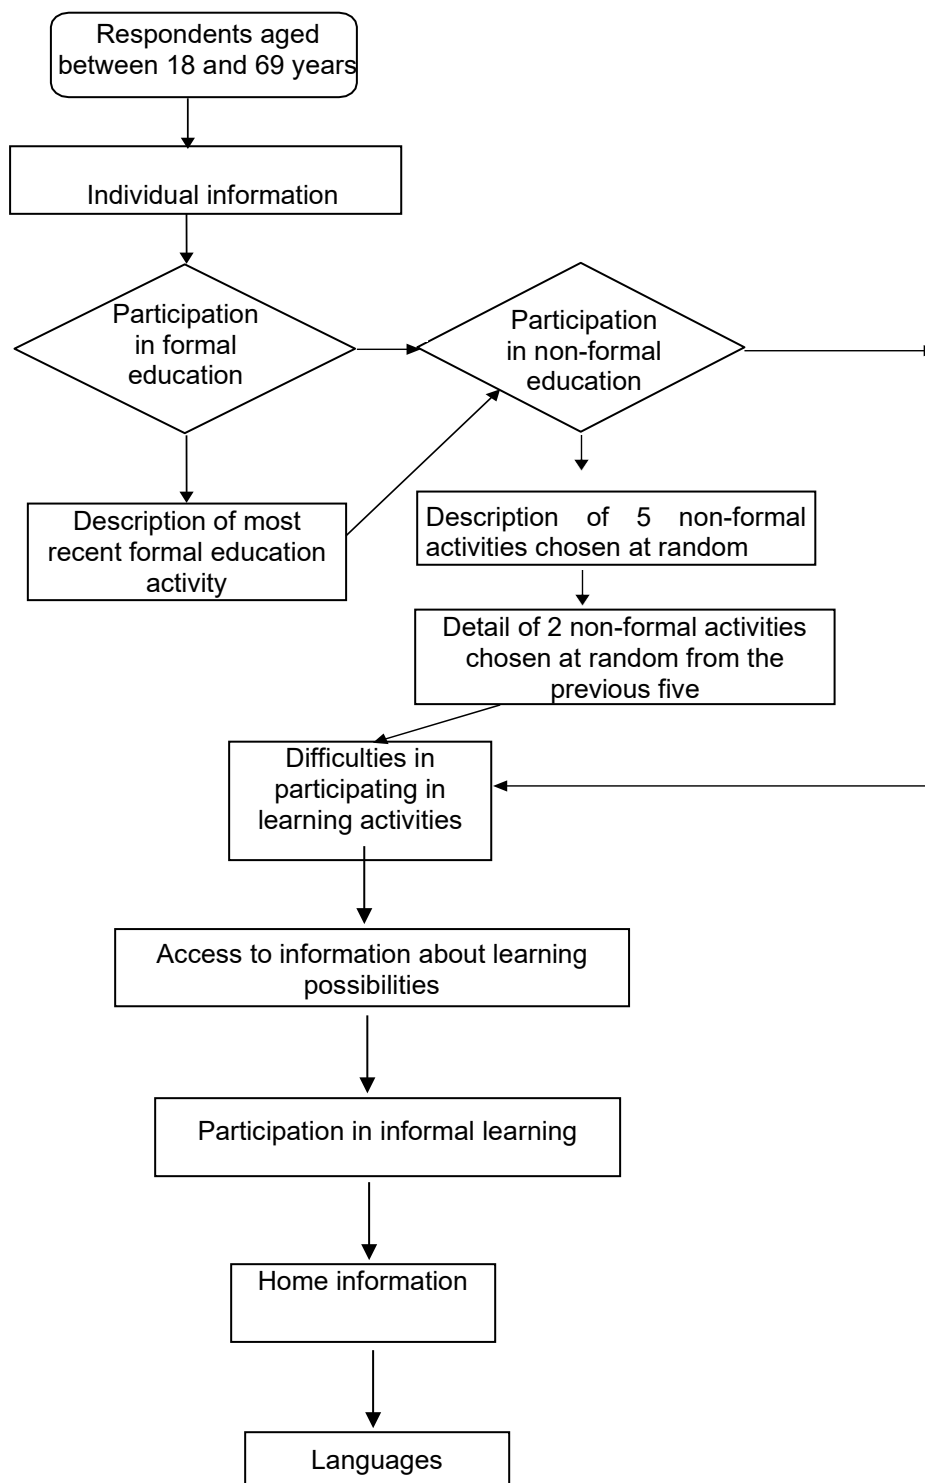 Respondents aged
between 18 and 69 years
Individual information
Participation
in formal
education
Participation
in non-formal
education
Description of most
recent formal education
activity
Description of 5 non-formal
activities chosen at random
Detail of 2 non-formal activities
chosen at random from the
previous five
Difficulties in
participating in
learning activities
Access to information about learning
possibilities
Participation in informal learning
Home information
Languages